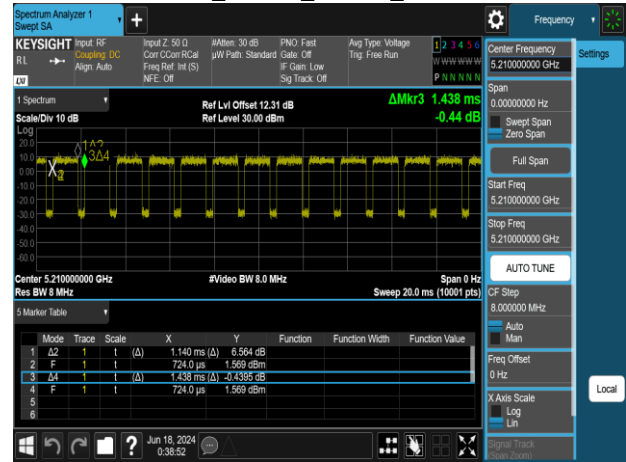 Spectrum Analyzer 1
Swept SA
Frequency
KEYSIGHT Input: RF Input Z: 50 Ω #Atten: 30 dB PNO: Fast Avg Type: Voltage 1 2 3 4 5 6
RL Coupling: DC Corr CCorr RCal µW Path: Standard Gate: Off Trig: Free Run W W W W W W
Align: Auto Freq Ref: Int (S) IF Gain: Low
NFE: Off Sig Track: Off P N N N N N
LXI
1 Spectrum
Ref Lvl Offset 12.31 dB ΔMkr3 1.438 ms
Scale/Div 10 dB Ref Level 30.00 dBm -0.44 dB
Log
20.0
10.0
0.00
-10.0
-20.0
-30.0
-40.0
-50.0
-60.0
3Δ4
Center 5.210000000 GHz #Video BW 8.0 MHz Span 0 Hz
Res BW 8 MHz Sweep 20.0 ms (10001 pts)
5 Marker Table
Mode Trace Scale X Y Function Function Width Function Value
1 Δ2 1 t (Δ) 1.140 ms (Δ) 6.564 dB
2 F 1 t 724.0 µs 1.569 dBm
3 Δ4 1 t (Δ) 1.438 ms (Δ) -0.4395 dB
4 F 1 t 724.0 µs 1.569 dBm
5
6
Jun 18, 2024
0:38:52
Center Frequency
5.210000000 GHz
Span
0.00000000 Hz
Swept Span
Zero Span
Full Span
Start Freq
5.210000000 GHz
Stop Freq
5.210000000 GHz
AUTO TUNE
CF Step
8.000000 MHz
Auto
Man
Freq Offset
0 Hz
X Axis Scale
Log
Lin
Signal Track
(Span Zoom)
Settings
Local